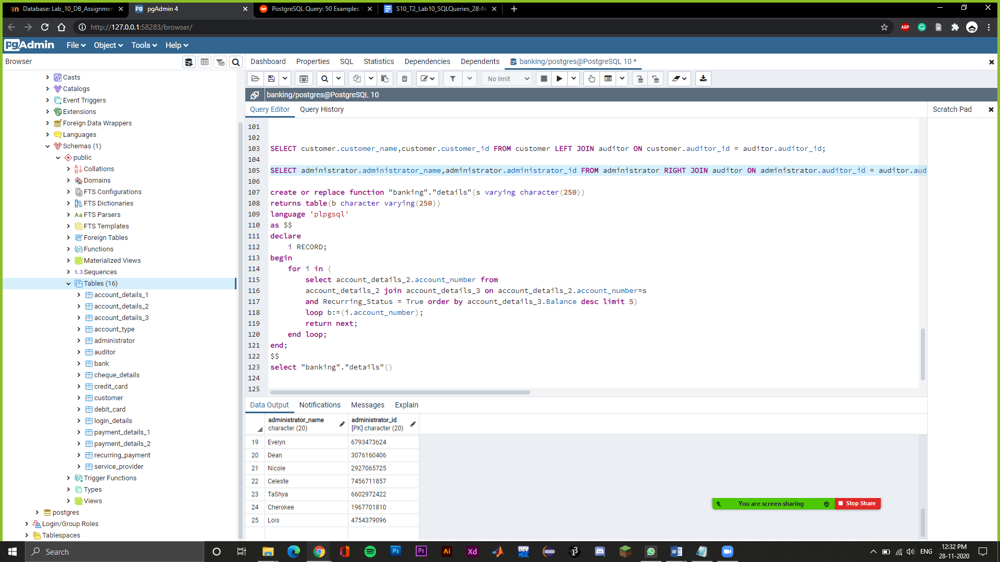 Database: Lab_10_DB_Assignmen
pgAdmin 4
PostgreSQL Query: 50 Examples
S10_T2_Lab10_SQLQueries_28-N
http://127.0.0.1:58283/browser/
ABP
pgAdmin
File
Object
Tools
Help
Browser
Dashboard
Properties
SQL
Statistics
Dependencies
Dependents
banking/postgres@PostgreSQL 10 *
No limit
banking/postgres@PostgreSQL 10
Query Editor
Query History
Scratch Pad
Casts
Catalogs
Event Triggers
Extensions
Foreign Data Wrappers
Languages
Schemas (1)
public
Collations
Domains
FTS Configurations
FTS Dictionaries
Aa FTS Parsers
FTS Templates
Foreign Tables
Functions
Materialized Views
1..3 Sequences
Tables (16)
account_details_1
account_details_2
account_details_3
account_type
administrator
auditor
bank
cheque_details
credit_card
customer
debit_card
login_details
payment_details_1
payment_details_2
recurring_payment
service_provider
Trigger Functions
Types
Views
postgres
Login/Group Roles
Tablespaces
101
102
103 SELECT customer.customer_name,customer.customer_id FROM customer LEFT JOIN auditor ON customer.auditor_id = auditor.auditor_id;
104
105 SELECT administrator.administrator_name,administrator.administrator_id FROM administrator RIGHT JOIN auditor ON administrator.auditor_id = auditor.aud
106
107 create or replace function "banking"."details"(s varying character(250))
108 returns table(b character varying(250))
109 language 'plpgsql'
110 as $$
111 declare
112 i RECORD;
113 begin
114 for i in (
115 select account_details_2.account_number from
116 account_details_2 join account_details_3 on account_details_2.account_number=s
117 and Recurring_Status = True order by account_details_3.Balance desc limit 5)
118 loop b:=(i.account_number);
119 return next;
120 end loop;
121 end;
122 $$
123 select "banking"."details"()
124
125
Data Output
Notifications
Messages
Explain
administrator_name
character (20)
administrator_id
[PK] character (20)
19 Evelyn 6793473624
20 Dean 3076160406
21 Nicole 2927065725
22 Celeste 7456711857
23 TaShya 6602972422
24 Cherokee 1967701810
25 Lois 4754379096
You are screen sharing
Stop Share
Search
Ps
Pr
Ai
Xd
DEV
ENG
12:32 PM
28-11-2020